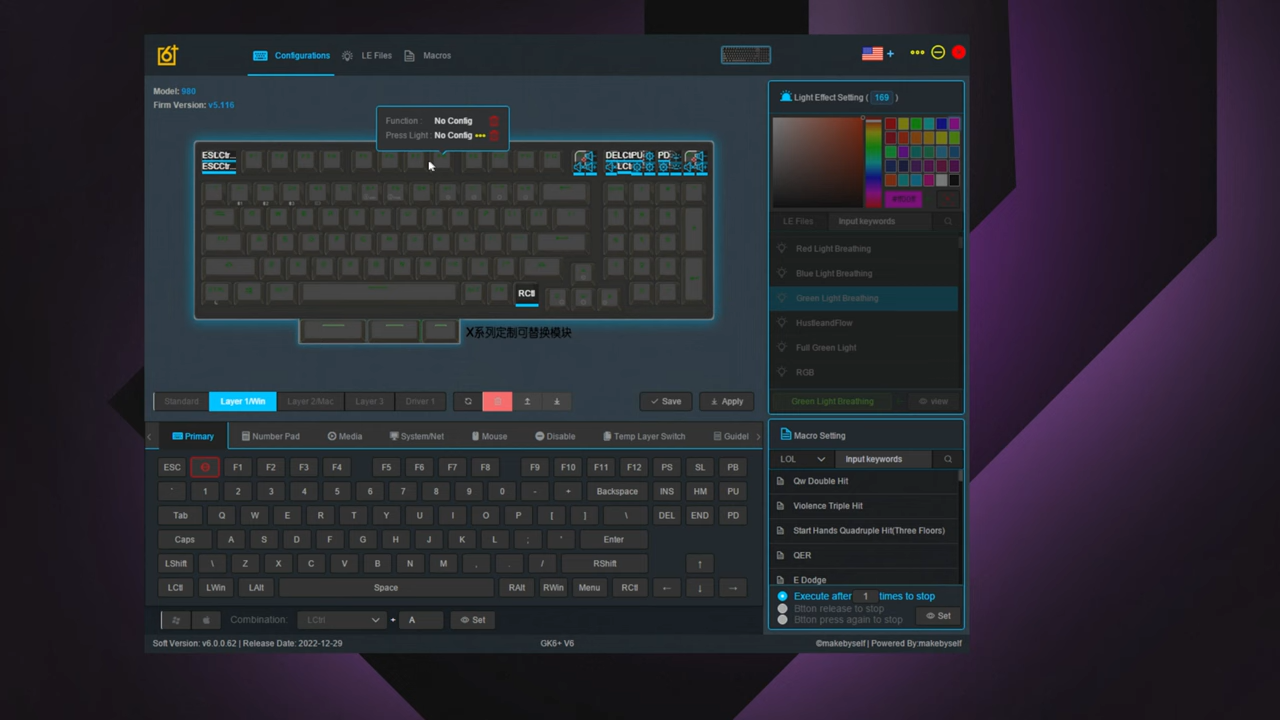 6+
Configurations
LE Files
Macros
Model: 980
Firm Version: v5.116
Function : No Config
Press Light : No Config
RCtl
X系列定制可替换模块
Standard
Layer 1/Win
Layer 2/Mac
Layer 3
Driver 1
Save
Apply
Primary
Number Pad
Media
System/Net
Mouse
Disable
Temp Layer Switch
Guidel
ESC F1 F2 F3 F4 F5 F6 F7 F8 F9 F10 F11 F12 PS SL PB
` 1 2 3 4 5 6 7 8 9 0 - + Backspace INS HM PU
Tab Q W E R T Y U I O P [ ] \ DEL END PD
Caps A S D F G H J K L ; ' Enter
LShift \ Z X C V B N M , . / RShift ↑
LCtl LWin LAlt Space RAlt RWin Menu RCtl ← ↓ →
Combination: LCtrl + A Set
Light Effect Setting ( 169 )
LE Files
Input keywords
Red Light Breathing
Blue Light Breathing
Green Light Breathing
HustleandFlow
Full Green Light
RGB
Green Light Breathing
view
Macro Setting
LOL
Input keywords
Qw Double Hit
Violence Triple Hit
Start Hands Quadruple Hit(Three Floors)
QER
E Dodge
Execute after 1 times to stop
Btton release to stop
Btton press again to stop
Set
Soft Version: v6.0.0.62 | Release Date: 2022-12-29
GK6+ V6
©makebyself | Powered By:makebyself